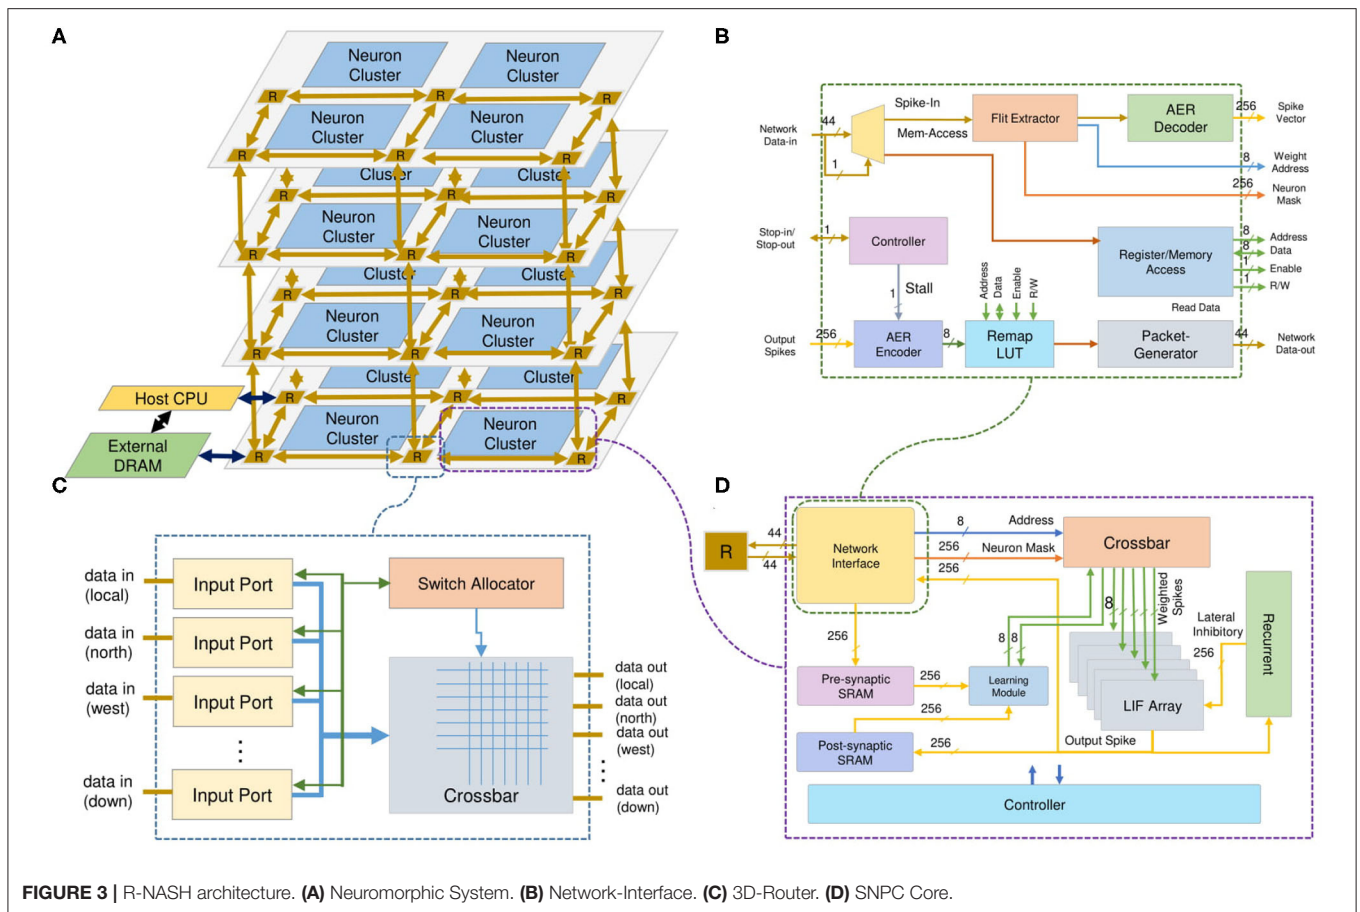 A
Neuron
Cluster
Neuron
Cluster
R
R
R
Neuron
Cluster
Neuron
Cluster
R
R
R
Cluster
Cluster
R
R
R
Neuron
Cluster
Neuron
Cluster
R
R
R
Cluster
Cluster
R
R
R
Neuron
Cluster
Neuron
Cluster
R
R
R
Cluster
Cluster
R
R
R
Neuron
Cluster
Neuron
Cluster
R
R
R
Host CPU
External
DRAM
B
Network
Data-in
44
1
Spike-In
Mem-Access
Flit Extractor
AER
Decoder
256
Spike
Vector
8
Weight
Address
256
Neuron
Mask
Stop-in/
Stop-out
1
Controller
1
Stall
Register/Memory
Access
8
Address
8
Data
1
Enable
1
R/W
Read Data
Address
Data
Enable
R/W
Output
Spikes
256
AER
Encoder
8
Remap
LUT
Packet-
Generator
44
Network
Data-out
C
data in
(local)
Input Port
data in
(north)
Input Port
data in
(west)
Input Port
data in
(down)
Input Port
Switch Allocator
Crossbar
data out
(local)
data out
(north)
data out
(west)
data out
(down)
D
R
44
44
Network
Interface
8
Address
256
Neuron Mask
256
Crossbar
8
Weighted
Spikes
Lateral
Inhibitory
256
Recurrent
256
8
8
Pre-synaptic
SRAM
256
Learning
Module
256
LIF Array
Post-synaptic
SRAM
256
Output Spike
Controller
FIGURE 3 | R-NASH architecture. (A) Neuromorphic System. (B) Network-Interface. (C) 3D-Router. (D) SNPC Core.